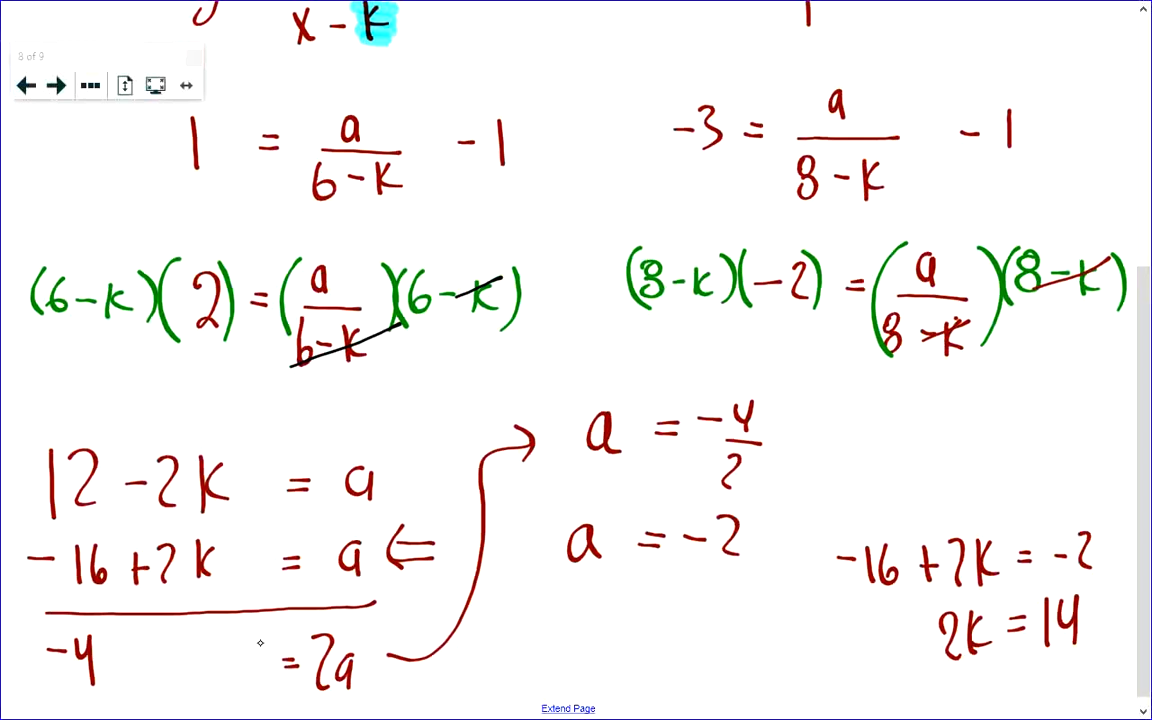 x - k
3 of 9
1 = a/(6 - k) - 1
-3 = a/(8 - k) - 1
(6 - k)(2) = (a/(6 - k))(6 - k)
(8 - k)(-2) = (a/(8 - k))(8 - k)
12 - 2k = a
-16 + 2k = a ⇐
-4 = 2a
a = -4/2
a = -2
-16 + 2k = -2
2k = 14
Extend Page